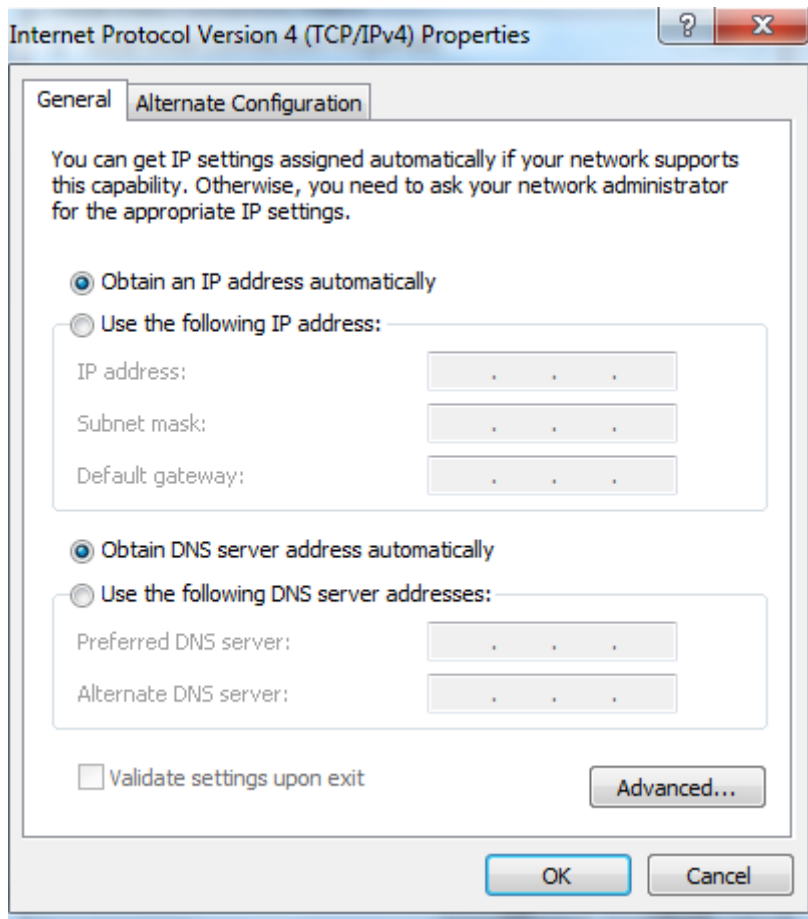 Internet Protocol Version 4 (TCP/IPv4) Properties
?
X
General
Alternate Configuration
You can get IP settings assigned automatically if your network supports
this capability. Otherwise, you need to ask your network administrator
for the appropriate IP settings.
Obtain an IP address automatically
Use the following IP address:
IP address: . . .
Subnet mask: . . .
Default gateway: . . .
Obtain DNS server address automatically
Use the following DNS server addresses:
Preferred DNS server: . . .
Alternate DNS server: . . .
Validate settings upon exit
Advanced...
OK
Cancel